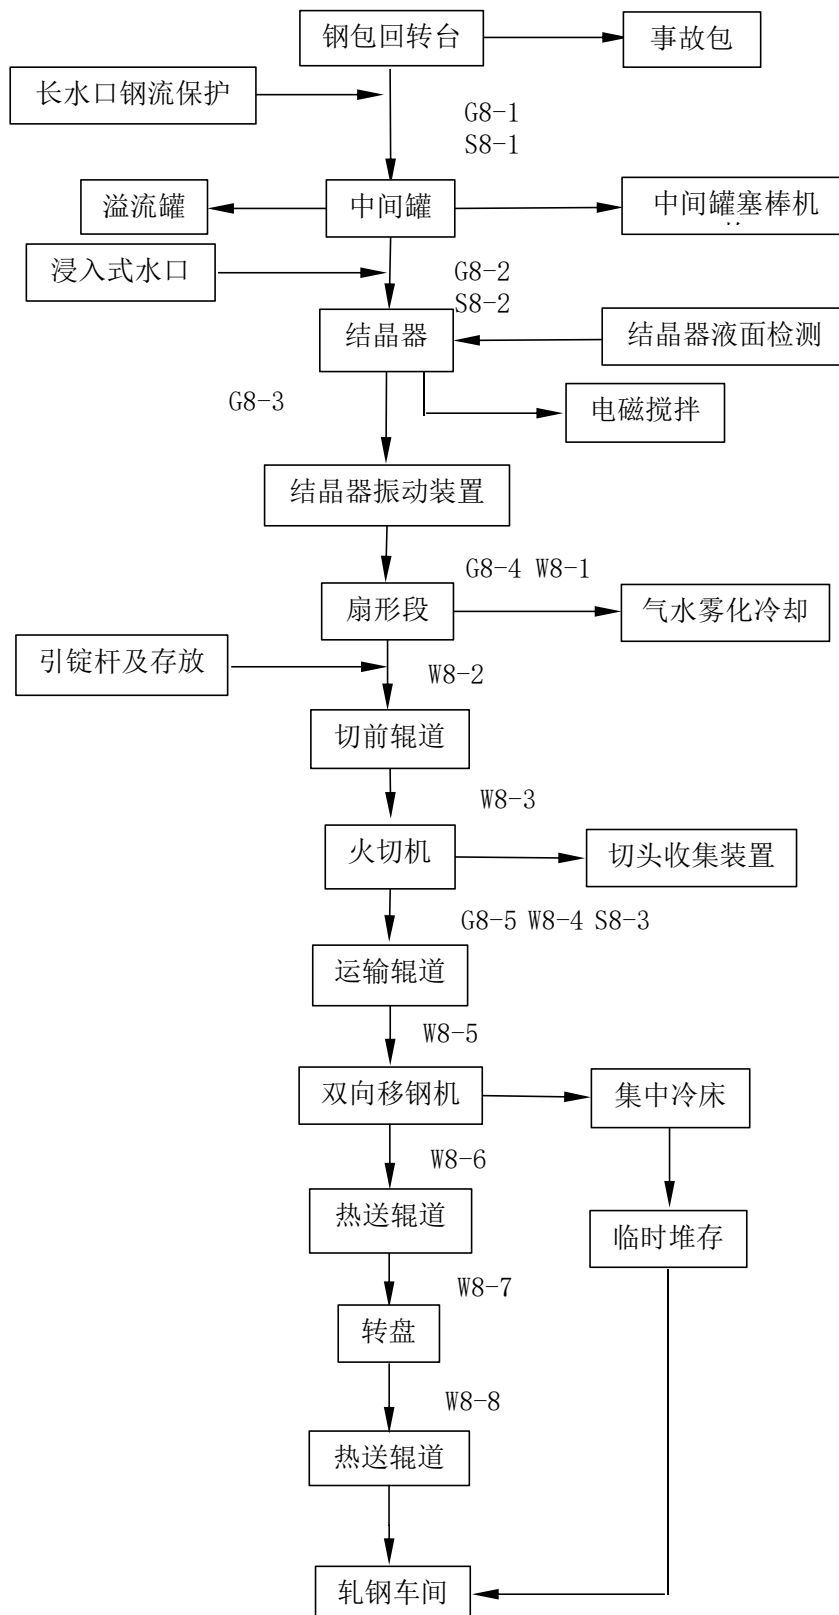 钢包回转台
事故包
长水口钢流保护
G8-1
S8-1
溢流罐
中间罐
中间罐塞棒机
浸入式水口
G8-2
S8-2
结晶器
结晶器液面检测
G8-3
电磁搅拌
结晶器振动装置
G8-4 W8-1
扇形段
气水雾化冷却
引锭杆及存放
W8-2
切前辊道
W8-3
火切机
切头收集装置
G8-5 W8-4 S8-3
运输辊道
W8-5
双向移钢机
集中冷床
W8-6
热送辊道
临时堆存
W8-7
转盘
W8-8
热送辊道
轧钢车间